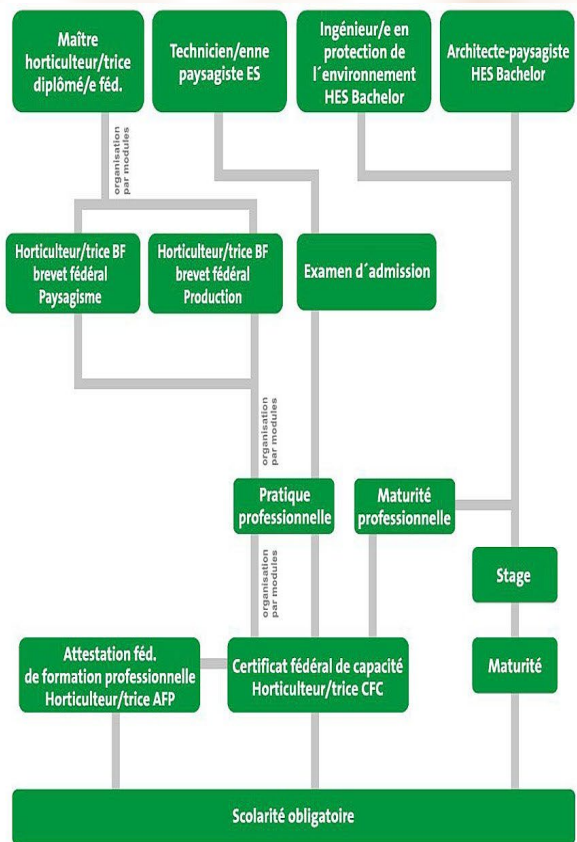 Maître
horticulteur/trice
diplômé/e féd.
Technicien/enne
paysagiste ES
Ingénieur/e en
protection de
l´environnement
HES Bachelor
Architecte-paysagiste
HES Bachelor
organisation
par modules
Horticulteur/trice BF
brevet fédéral
Paysagisme
Horticulteur/trice BF
brevet fédéral
Production
Examen d´admission
organisation
par modules
Pratique
professionnelle
Maturité
professionnelle
organisation
par modules
Stage
Attestation féd.
de formation professionnelle
Horticulteur/trice AFP
Certificat fédéral de capacité
Horticulteur/trice CFC
Maturité
Scolarité obligatoire